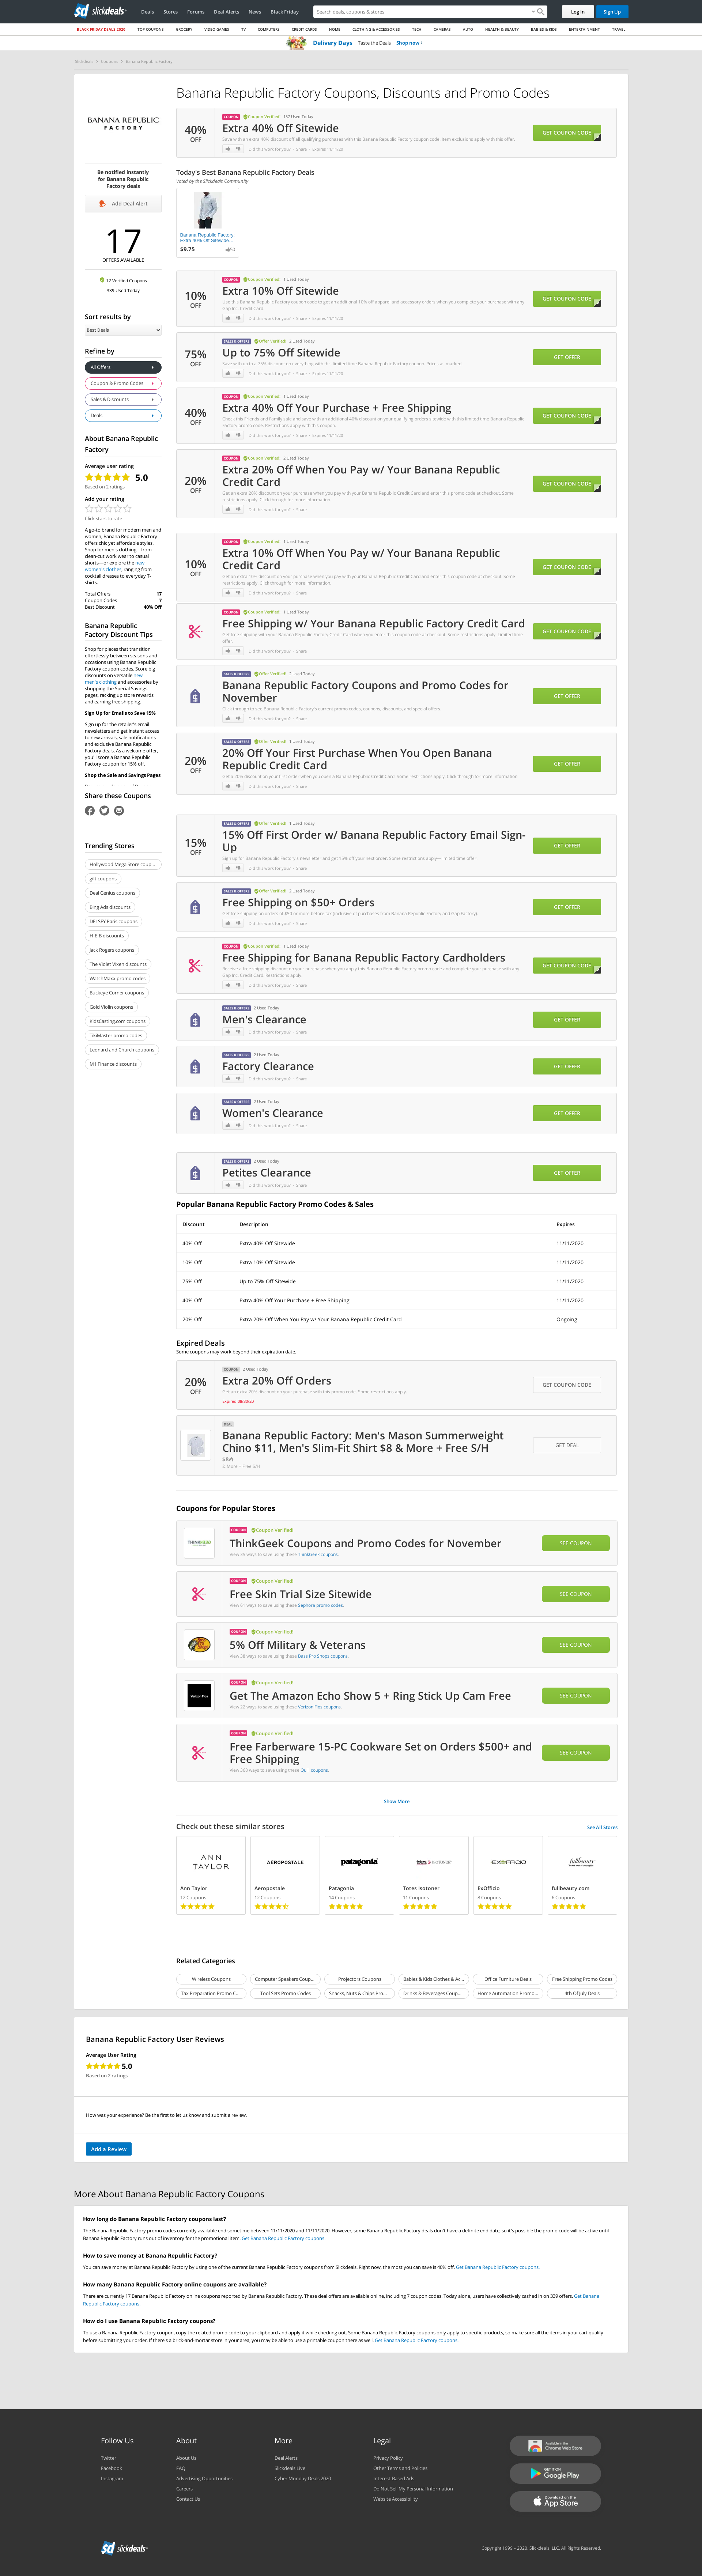 slickdeals
Deals Stores Forums Deal Alerts News Black Friday
Search deals, coupons & stores
Log In Sign Up
BLACK FRIDAY DEALS 2020 TOP COUPONS GROCERY VIDEO GAMES TV COMPUTERS CREDIT CARDS HOME CLOTHING & ACCESSORIES TECH CAMERAS AUTO HEALTH & BEAUTY BABIES & KIDS ENTERTAINMENT TRAVEL
Delivery Days Taste the Deals Shop now
Slickdeals Coupons Banana Republic Factory
BANANA REPUBLIC
FACTORY
Be notified instantly
for Banana Republic
Factory deals
Add Deal Alert
17
OFFERS AVAILABLE
12 Verified Coupons
339 Used Today
Sort results by
Best Deals
Refine by
All Offers
Coupon & Promo Codes
Sales & Discounts
Deals
About Banana Republic
Factory
Average user rating
5.0
Based on 2 ratings
Add your rating
Click stars to rate
A go-to brand for modern men and
women, Banana Republic Factory
offers chic yet affordable styles.
Shop for men's clothing—from
clean-cut work wear to casual
shorts—or explore the new
women's clothes, ranging from
cocktail dresses to everyday T-
shirts.
Total Offers 17
Coupon Codes 7
Best Discount 40% Off
Banana Republic
Factory Discount Tips
Shop for pieces that transition
effortlessly between seasons and
occasions using Banana Republic
Factory coupon codes. Score big
discounts on versatile new
men's clothing and accessories by
shopping the Special Savings
pages, racking up store rewards
and earning free shipping.
Sign Up for Emails to Save 15%
Sign up for the retailer's email
newsletters and get instant access
to new arrivals, sale notifications
and exclusive Banana Republic
Factory deals. As a welcome offer,
you'll score a Banana Republic
Factory coupon for 15% off.
Shop the Sale and Savings Pages
Share these Coupons
Trending Stores
Hollywood Mega Store coup...
gift coupons
Deal Genius coupons
Bing Ads discounts
DELSEY Paris coupons
H-E-B discounts
Jack Rogers coupons
The Violet Vixen discounts
WatchMaxx promo codes
Buckeye Corner coupons
Gold Violin coupons
KidsCasting.com coupons
TikiMaster promo codes
Leonard and Church coupons
M1 Finance discounts
Banana Republic Factory Coupons, Discounts and Promo Codes
40%
OFF
COUPON Coupon Verified! 157 Used Today
Extra 40% Off Sitewide
Save with an extra 40% discount off all qualifying purchases with this Banana Republic Factory coupon code. Item exclusions apply with this offer.
Did this work for you? · Share · Expires 11/11/20
GET COUPON CODE
Today's Best Banana Republic Factory Deals
Voted by the Slickdeals Community
Banana Republic Factory
Extra 40% Off Sitewide...
$9.75
10%
OFF
COUPON Coupon Verified! 1 Used Today
Extra 10% Off Sitewide
Use this Banana Republic Factory coupon code to get an additional 10% off apparel and accessory orders when you complete your purchase with any
Gap Inc. credit Card.
Did this work for you? · Share · Expires 11/11/20
GET COUPON CODE
75%
OFF
SALES & OFFERS Offer Verified! 2 Used Today
Up to 75% Off Sitewide
Save with up to a 75% discount on everything with this limited time Banana Republic Factory coupon. Prices as marked.
Did this work for you? · Share · Expires 11/11/20
GET OFFER
40%
OFF
COUPON Coupon Verified! 1 Used Today
Extra 40% Off Your Purchase + Free Shipping
Did this work for you? · Share · Expires 11/11/20
GET COUPON CODE
20%
OFF
COUPON Coupon Verified! 2 Used Today
Extra 20% Off When You Pay w/ Your Banana Republic
Credit Card
Get an extra 20% discount on your purchase when you pay with your Banana Republic Credit Card and enter this promo code at checkout. Some
restrictions apply. Click through for more information.
Did this work for you? · Share
GET COUPON CODE
10%
OFF
COUPON Coupon Verified! 1 Used Today
Extra 10% Off When You Pay w/ Your Banana Republic
Credit Card
Get an extra 10% discount on your purchase when you pay with your Banana Republic Credit Card and enter this coupon code at checkout. Some
restrictions apply. Click through for more information.
Did this work for you? · Share
GET COUPON CODE
COUPON Coupon Verified! 1 Used Today
Free Shipping w/ Your Banana Republic Factory Credit Card
Get free shipping with your Banana Republic Factory Credit Card when you enter this coupon code at checkout. Some restrictions apply. Limited-time
offer.
Did this work for you? · Share
GET COUPON CODE
SALES & OFFERS Offer Verified! 2 Used Today
Banana Republic Factory Coupons and Promo Codes for
November
Click through to see Banana Republic Factory's current promo codes, coupons, discounts, and special offers.
Did this work for you? · Share
GET OFFER
20%
OFF
SALES & OFFERS Offer Verified! 1 Used Today
20% Off Your First Purchase When You Open Banana
Republic Credit Card
Get a 20% discount on your first order when you open a Banana Republic Credit Card. Some restrictions apply. Click through for more information.
Did this work for you? · Share
GET OFFER
15%
OFF
SALES & OFFERS Offer Verified! 1 Used Today
15% Off First Order w/ Banana Republic Factory Email Sign-
Up
Sign up for Banana Republic Factory's newsletter and get 15% off your next order. Some restrictions apply—limited-time offer.
Did this work for you? · Share
GET OFFER
SALES & OFFERS Offer Verified! 2 Used Today
Free Shipping on $50+ Orders
Get free shipping on orders of $50 or more before tax (inclusive of purchases from Banana Republic Factory and Gap Factory).
Did this work for you? · Share
GET OFFER
COUPON Coupon Verified! 1 Used Today
Free Shipping for Banana Republic Factory Cardholders
Receive a free shipping discount on your purchase when you apply this Banana Republic Factory promo code and complete your purchase with any
Gap Inc. Credit Card. Restrictions apply.
Did this work for you? · Share
GET COUPON CODE
SALES & OFFERS 2 Used Today
Men's Clearance
Did this work for you? · Share
GET OFFER
SALES & OFFERS 2 Used Today
Factory Clearance
Did this work for you? · Share
GET OFFER
SALES & OFFERS 2 Used Today
Women's Clearance
Did this work for you? · Share
GET OFFER
SALES & OFFERS 2 Used Today
Petites Clearance
Did this work for you? · Share
GET OFFER
Popular Banana Republic Factory Promo Codes & Sales
Discount Description Expires
40% Off Extra 40% Off Sitewide 11/11/2020
10% Off Extra 10% Off Sitewide 11/11/2020
75% Off Up to 75% Off Sitewide 11/11/2020
40% Off Extra 40% Off Your Purchase + Free Shipping 11/11/2020
20% Off Extra 20% Off When You Pay w/ Your Banana Republic Credit Card Ongoing
Expired Deals
Some coupons may work beyond their expiration date.
20%
OFF
COUPON 2 Used Today
Extra 20% Off Orders
Get an extra 20% discount on your purchase with this promo code. Some restrictions apply.
Expired 08/30/20
GET COUPON CODE
DEAL
Banana Republic Factory: Men's Mason Summerweight
Chino $11, Men's Slim-Fit Shirt $8 & More + Free S/H
& More + Free S/H
GET DEAL
Coupons for Popular Stores
COUPON Coupon Verified!
ThinkGeek Coupons and Promo Codes for November
View 35 ways to save using these ThinkGeek coupons.
SEE COUPON
COUPON Coupon Verified!
Free Skin Trial Size Sitewide
View 61 ways to save using these Sephora promo codes.
SEE COUPON
COUPON Coupon Verified!
5% Off Military & Veterans
View 38 ways to save using these Bass Pro Shops coupons.
SEE COUPON
COUPON Coupon Verified!
Get The Amazon Echo Show 5 + Ring Stick Up Cam Free
View 22 ways to save using these Verizon Fios coupons.
SEE COUPON
COUPON Coupon Verified!
Free Farberware 15-PC Cookware Set on Orders $500+ and
Free Shipping
View 368 ways to save using these Quill coupons.
SEE COUPON
Show More
Check out these similar stores See All Stores
ANN
TAYLOR AÉROPOSTALE patagonia totes EXOFFICIO fullbeauty
Ann Taylor Aeropostale Patagonia Totes Isotoner ExOfficio fullbeauty.com
12 Coupons 12 Coupons 14 Coupons 11 Coupons 8 Coupons 6 Coupons
Related Categories
Wireless Coupons Computer Speakers Coup... Projectors Coupons Babies & Kids Clothes & Ac... Office Furniture Deals Free Shipping Promo Codes
Tax Preparation Promo C... Tool Sets Promo Codes Snacks, Nuts & Chips Pro... Drinks & Beverages Coup... Home Automation Promo... 4th Of July Deals
Banana Republic Factory User Reviews
Average User Rating
5.0
Based on 2 ratings
How was your experience? Be the first to let us know and submit a review.
Add a Review
More About Banana Republic Factory Coupons
How long do Banana Republic Factory coupons last?
The Banana Republic Factory promo codes currently available end sometime between 11/11/2020 and 11/11/2020. However, some Banana Republic Factory deals don't have a definite end date, so it's possible the promo code will be active until
Banana Republic Factory runs out of inventory for the promotional item. Get Banana Republic Factory coupons.
How to save money at Banana Republic Factory?
You can save money at Banana Republic Factory by using one of the current Banana Republic Factory coupons from Slickdeals. Right now, the most you can save is 40% off. Get Banana Republic Factory coupons.
How many Banana Republic Factory online coupons are available?
There are currently 17 Banana Republic Factory online coupons reported by Banana Republic Factory. These deal offers are available online, including 7 coupon codes. Today alone, users have collectively cashed in on 339 offers. Get Banana
Republic Factory coupons.
How do I use Banana Republic Factory coupons?
To use a Banana Republic Factory coupon, copy the related promo code to your clipboard and apply it while checking out. Some Banana Republic Factory coupons only apply to specific products, so make sure all the items in your cart qualify
before submitting your order. If there's a brick-and-mortar store in your area, you may be able to use a printable coupon there as well. Get Banana Republic Factory coupons.
Follow Us About More Legal
Twitter About Us Deal Alerts Privacy Policy
Facebook FAQ Slickdeals Live Other Terms and Policies
Instagram Advertising Opportunities Cyber Monday Deals 2020 Interest-Based Ads
Careers Do Not Sell My Personal Information
Contact Us Website Accessibility
Available in the
Chrome Web Store
GET IT ON
Google Play
Download on the
App Store
slickdeals
Copyright 1999 - 2020. Slickdeals, LLC. All Rights Reserved.